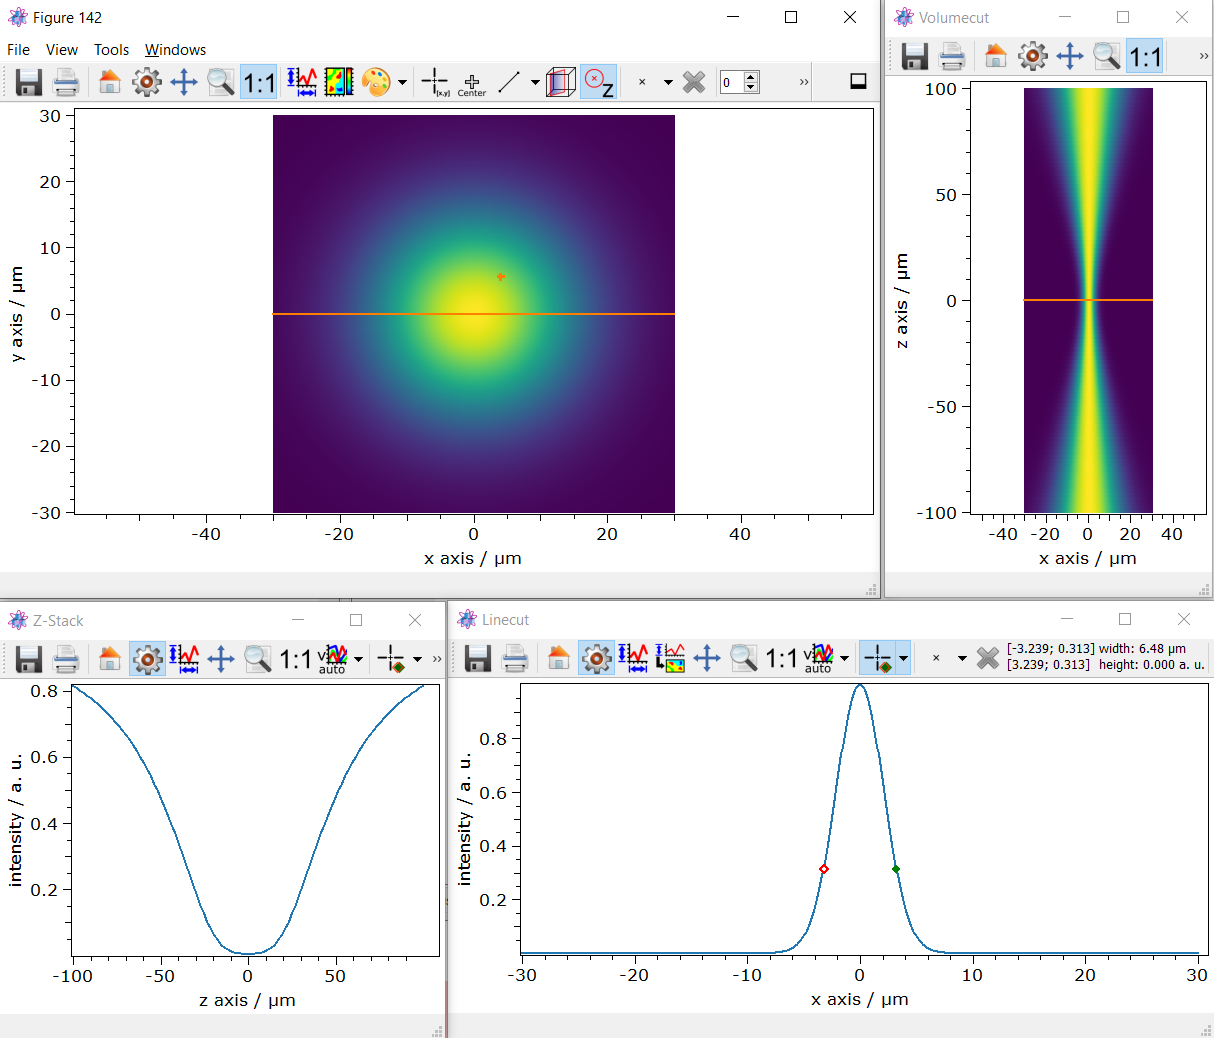 Figure 142
File View Tools Windows
1:1 [x,y] Center Z 0 »
30
20
10
0
-10
-20
-30
y axis / µm
-40 -20 0 20 40
x axis / µm
Volumecut
1:1 »
100
50
0
-50
-100
z axis / µm
-40 -20 0 20 40
x axis / µm
Z-Stack
1:1 auto »
0.8
0.6
0.4
0.2
intensity / a. u.
-100 -50 0 50
z axis / µm
Linecut
1:1 auto
[-3.239; 0.313] width: 6.48 µm
[3.239; 0.313] height: 0.000 a. u.
0.8
0.6
0.4
0.2
intensity / a. u.
-30 -20 -10 0 10 20 30
x axis / µm